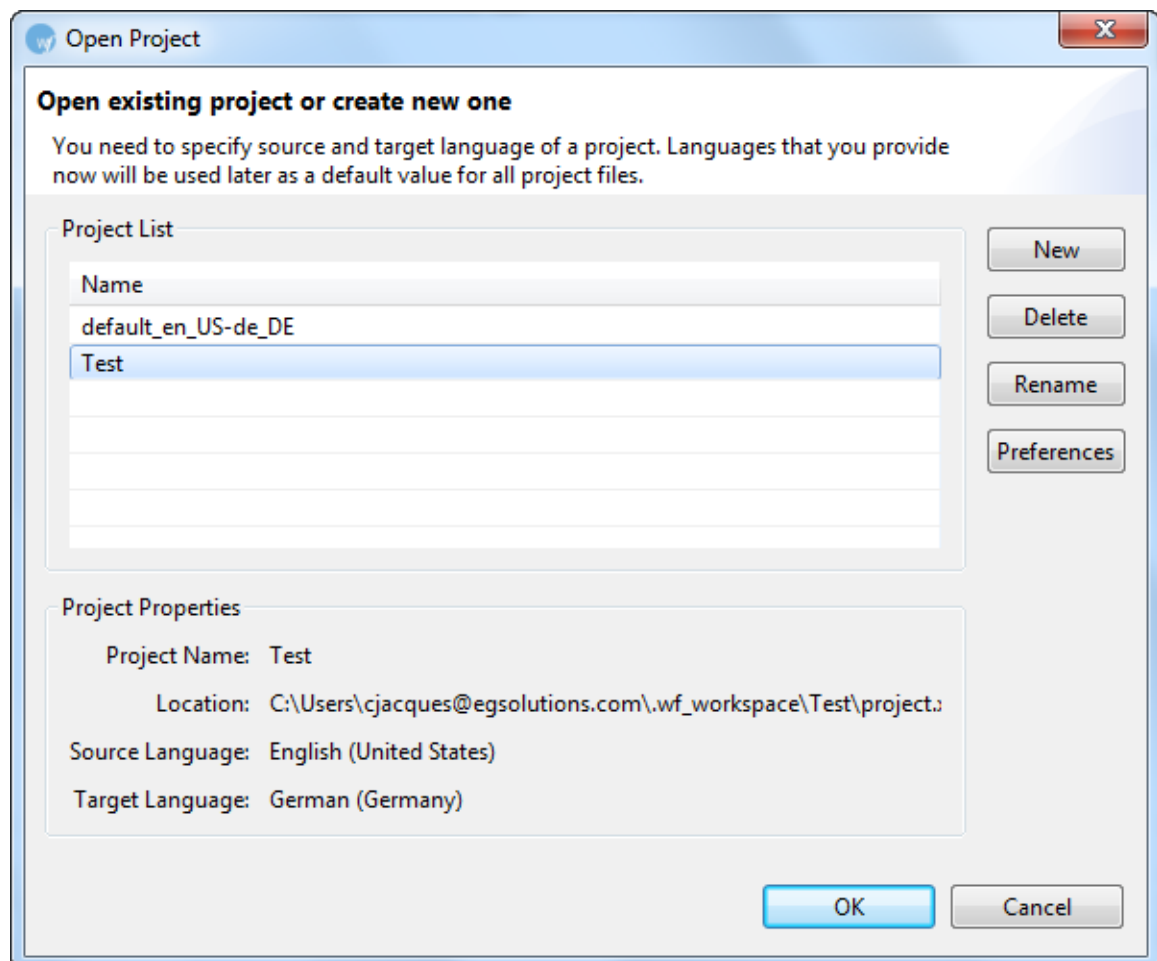 Open Project
Open existing project or create new one
You need to specify source and target language of a project. Languages that you provide
now will be used later as a default value for all project files.
Project List
Name
default_en_US-de_DE
Test
New
Delete
Rename
Preferences
Project Properties
Project Name: Test
Location: C:\Users\cjacques@egsolutions.com\.wf_workspace\Test\project.x
Source Language: English (United States)
Target Language: German (Germany)
OK
Cancel